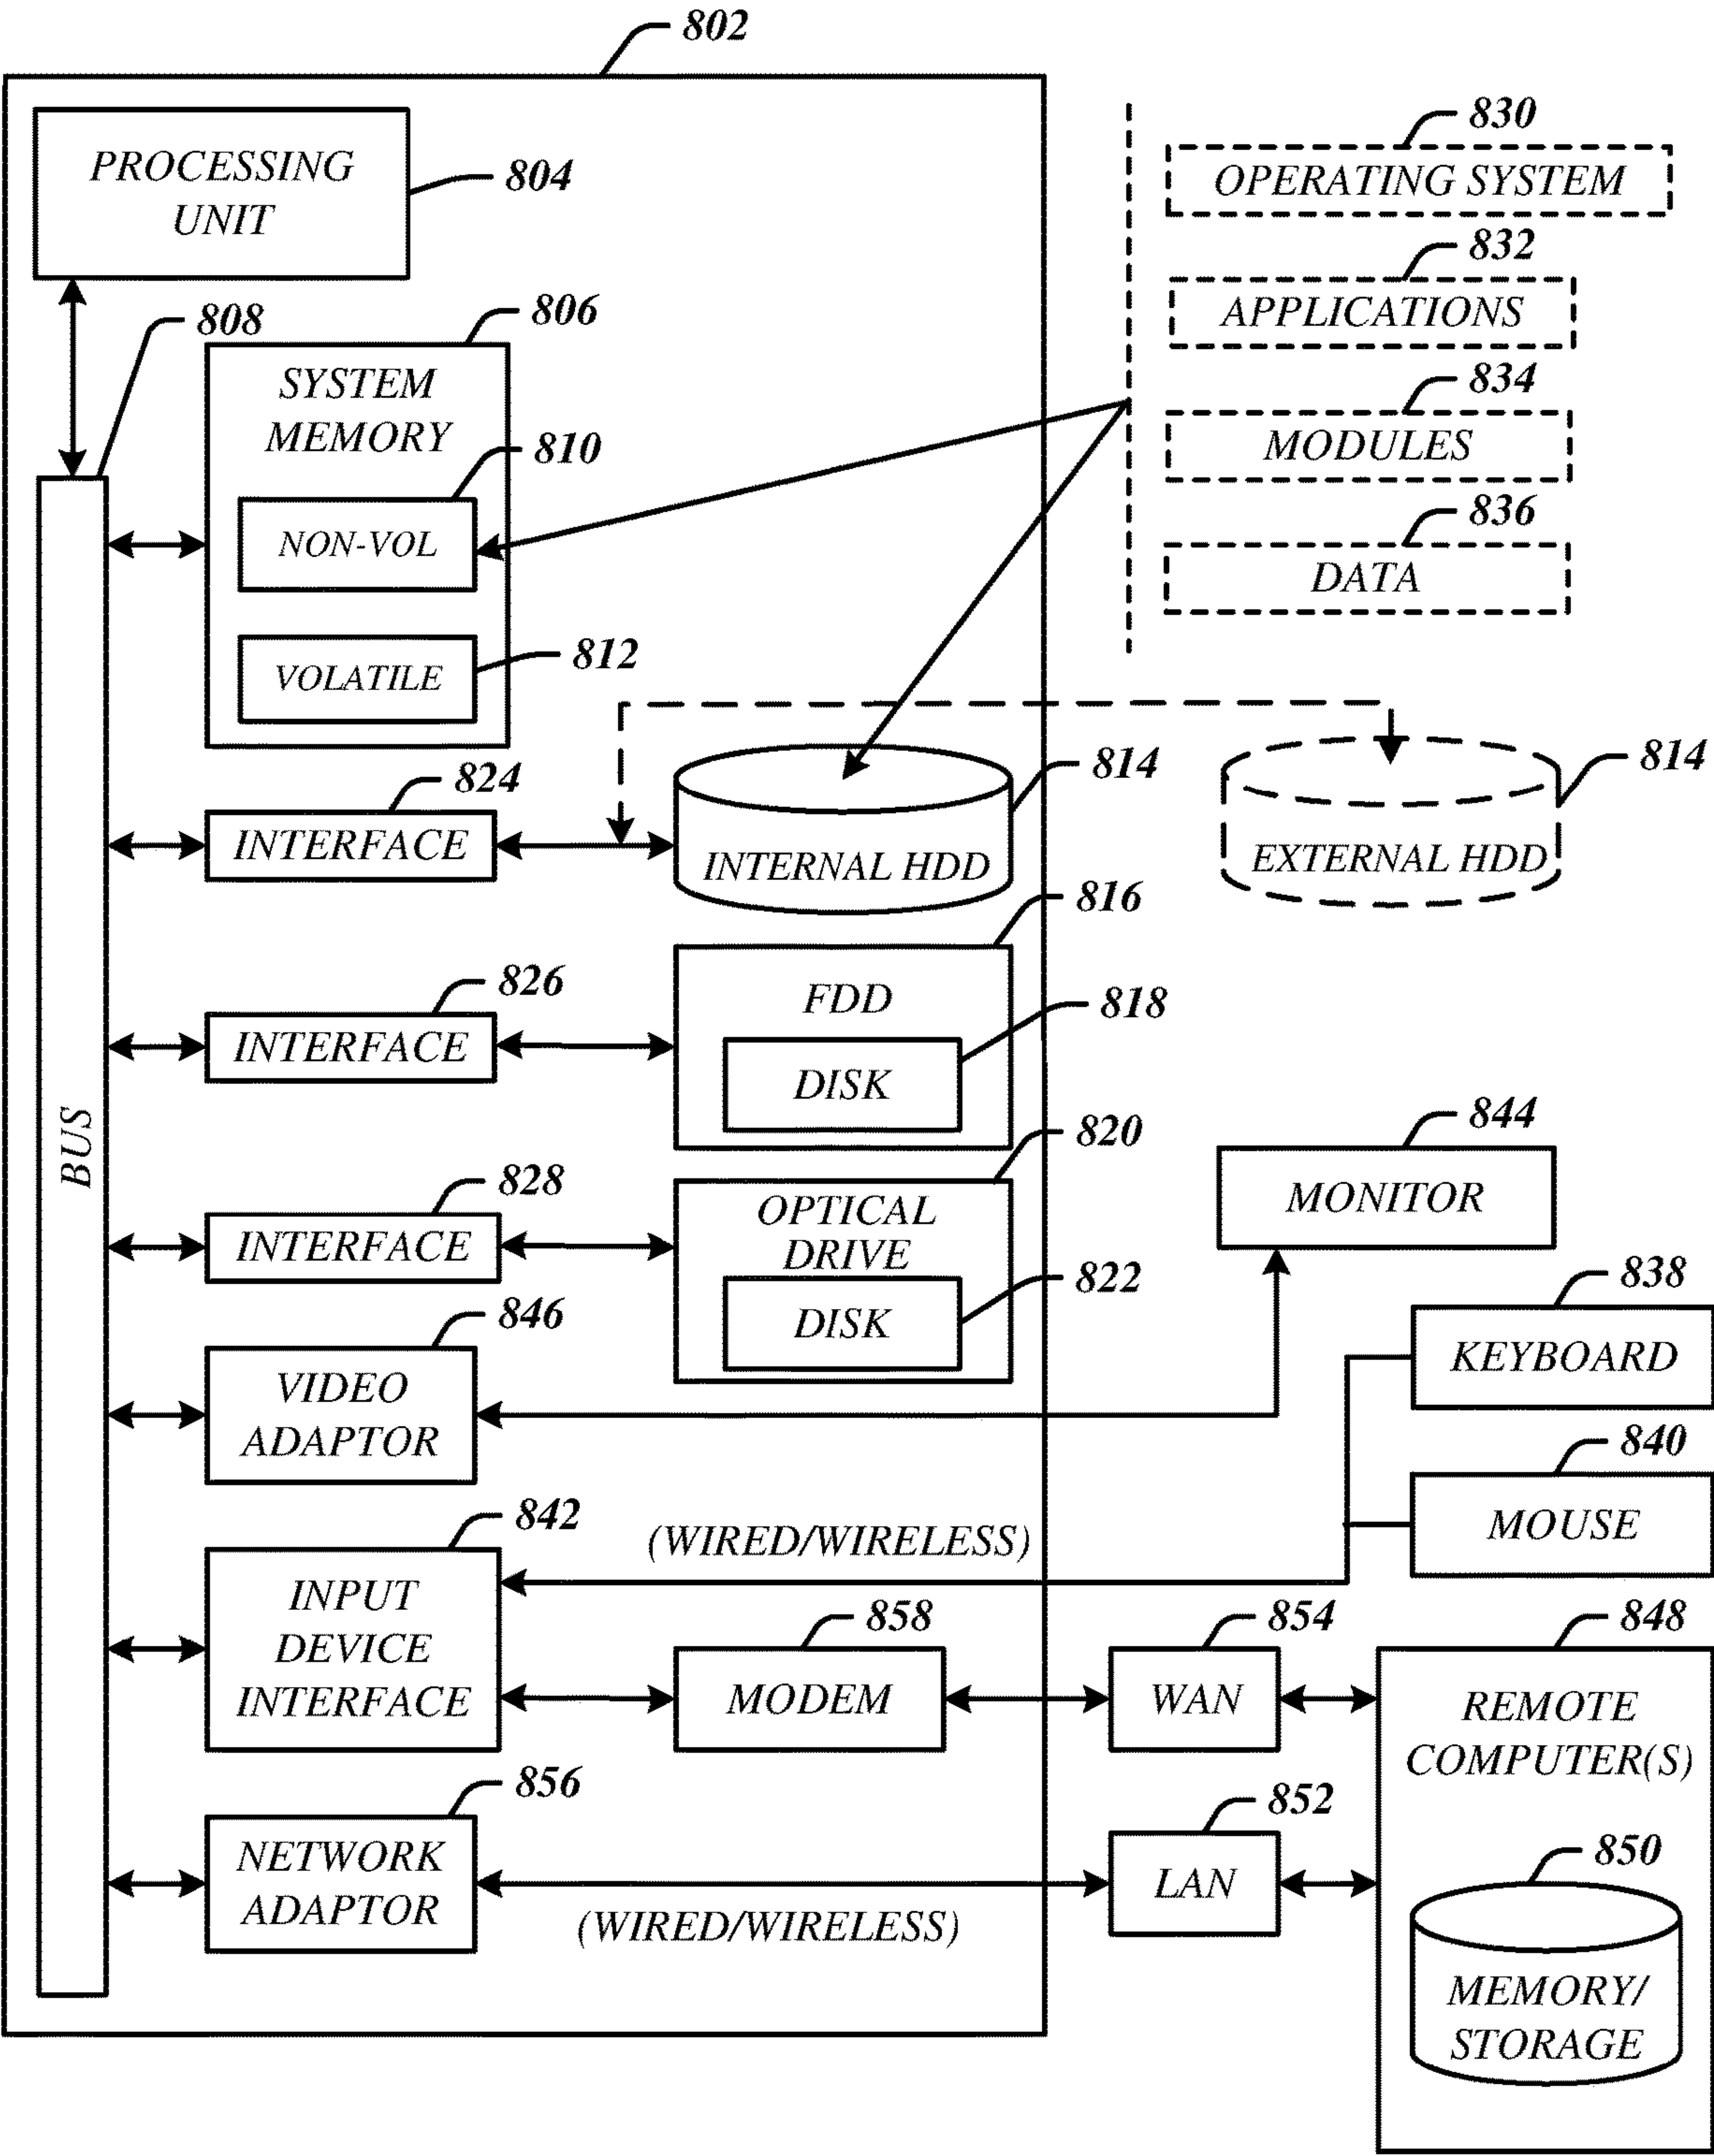 802
PROCESSING
UNIT
804
830
OPERATING SYSTEM
832
APPLICATIONS
834
MODULES
836
DATA
808
806
SYSTEM
MEMORY
810
NON-VOL
812
VOLATILE
824
INTERFACE
814
INTERNAL HDD
814
EXTERNAL HDD
816
826
INTERFACE
FDD
818
DISK
BUS
820
828
INTERFACE
OPTICAL
DRIVE
822
DISK
844
MONITOR
838
KEYBOARD
846
VIDEO
ADAPTOR
840
MOUSE
842
(WIRED/WIRELESS)
INPUT
DEVICE
INTERFACE
858
MODEM
854
WAN
848
REMOTE
COMPUTER(S)
856
NETWORK
ADAPTOR
(WIRED/WIRELESS)
852
LAN
850
MEMORY/
STORAGE